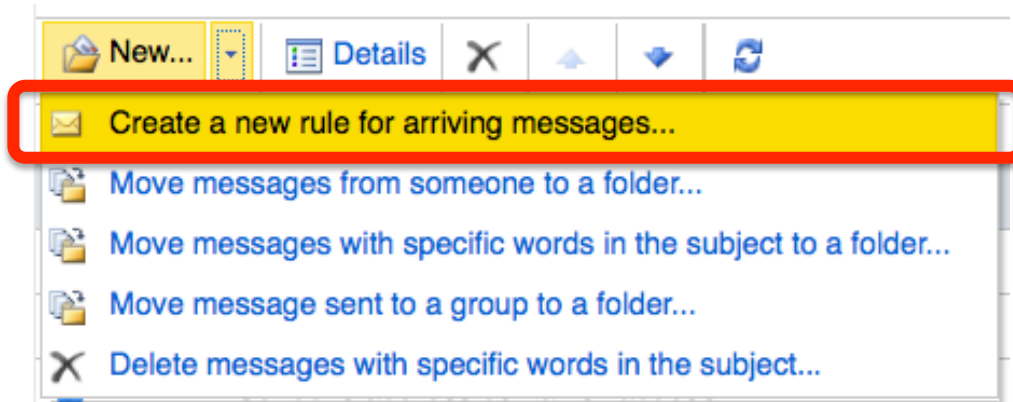 New... Details
Create a new rule for arriving messages...
Move messages from someone to a folder...
Move messages with specific words in the subject to a folder...
Move message sent to a group to a folder...
Delete messages with specific words in the subject...